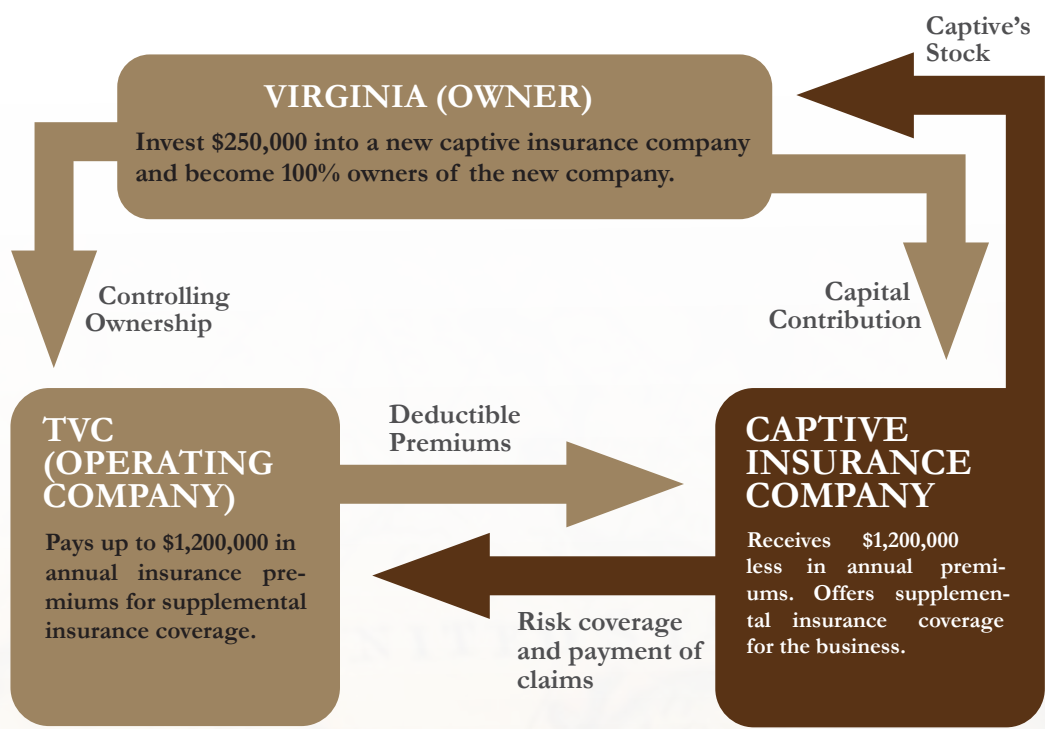 Captive's
Stock
VIRGINIA (OWNER)
Invest $250,000 into a new captive insurance company
and become 100% owners of the new company.
Controlling
Ownership
Capital
Contribution
TVC
(OPERATING
COMPANY)
Pays up to $1,200,000 in
annual insurance pre-
miums for supplemental
insurance coverage.
Deductible
Premiums
Risk coverage
and payment of
claims
CAPTIVE
INSURANCE
COMPANY
Receives $1,200,000
less in annual premi-
ums. Offers supplemen-
tal insurance coverage
for the business.